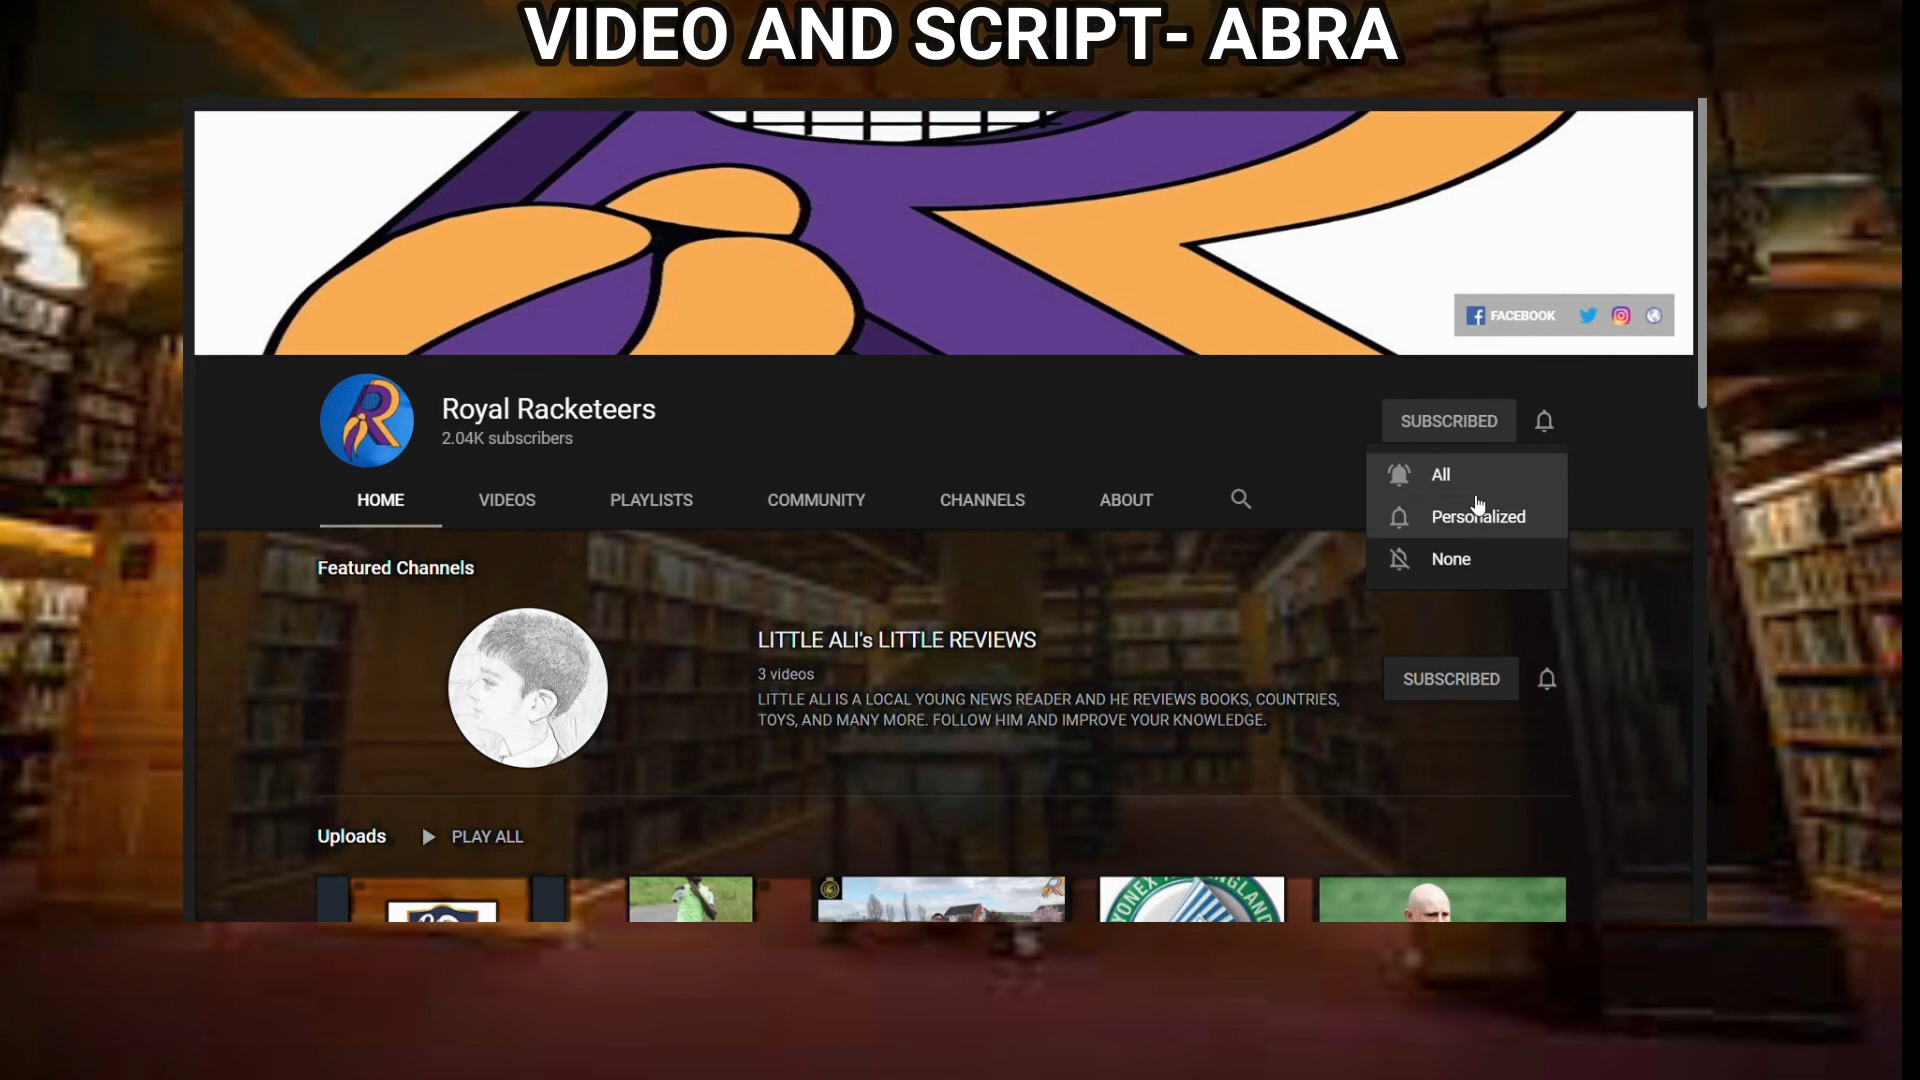 VIDEO AND SCRIPT- ABRA
FACEBOOK
Royal Racketeers
2.04K subscribers
SUBSCRIBED
HOME VIDEOS PLAYLISTS COMMUNITY CHANNELS ABOUT
All
Personalized
None
Featured Channels
LITTLE ALI's LITTLE REVIEWS
3 videos
LITTLE ALI IS A LOCAL YOUNG NEWS READER AND HE REVIEWS BOOKS, COUNTRIES,
TOYS, AND MANY MORE. FOLLOW HIM AND IMPROVE YOUR KNOWLEDGE.
SUBSCRIBED
Uploads PLAY ALL
YONEX ENGLAND